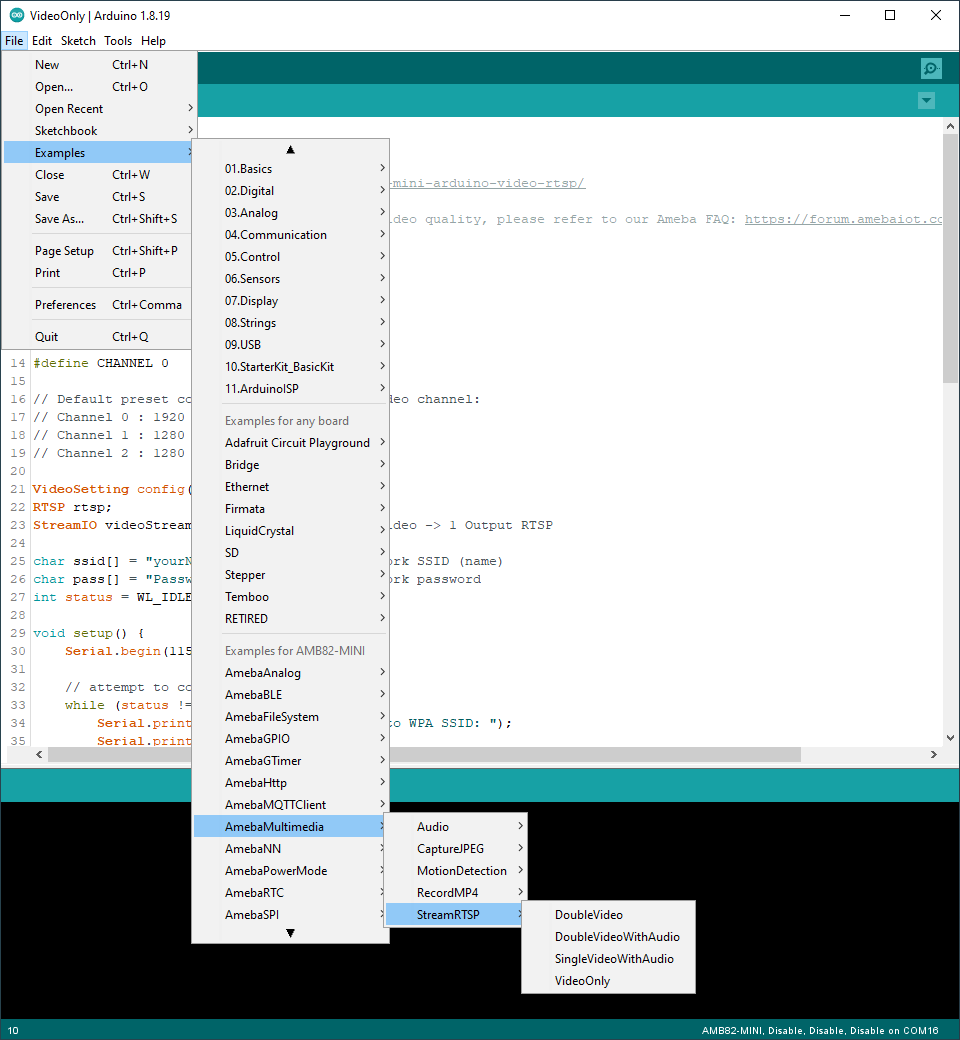 VideoOnly | Arduino 1.8.19
File Edit Sketch Tools Help
New Ctrl+N
Open... Ctrl+O
Open Recent
Sketchbook
Examples
Close Ctrl+W
Save Ctrl+S
Save As... Ctrl+Shift+S
Page Setup Ctrl+Shift+P
Print Ctrl+P
Preferences Ctrl+Comma
Quit Ctrl+Q
01.Basics
02.Digital
03.Analog
04.Communication
05.Control
06.Sensors
07.Display
08.Strings
09.USB
10.StarterKit_BasicKit
11.ArduinoISP
Examples for any board
Adafruit Circuit Playground
Bridge
Ethernet
Firmata
LiquidCrystal
SD
Stepper
Temboo
RETIRED
Examples for AMB82-MINI
AmebaAnalog
AmebaBLE
AmebaFileSystem
AmebaGPIO
AmebaGTimer
AmebaHttp
AmebaMQTTClient
AmebaMultimedia
AmebaNN
AmebaPowerMode
AmebaRTC
AmebaSPI
Audio
CaptureJPEG
MotionDetection
RecordMP4
StreamRTSP
DoubleVideo
DoubleVideoWithAudio
SingleVideoWithAudio
VideoOnly
-mini-arduino-video-rtsp/
deo quality, please refer to our Ameba FAQ: https://forum.amebaiot.co
14 #define CHANNEL 0
15
16 // Default preset co deo channel:
17 // Channel 0 : 1920
18 // Channel 1 : 1280
19 // Channel 2 : 1280
20
21 VideoSetting config(
22 RTSP rtsp;
23 StreamIO videoStream deo -> 1 Output RTSP
24
25 char ssid[] = "yourN rk SSID (name)
26 char pass[] = "Passw rk password
27 int status = WL_IDLE
28
29 void setup() {
30 Serial.begin(115
31
32 // attempt to co
33 while (status !=
34 Serial.print to WPA SSID: ");
35 Serial.print
10 AMB82-MINI, Disable, Disable, Disable on COM16